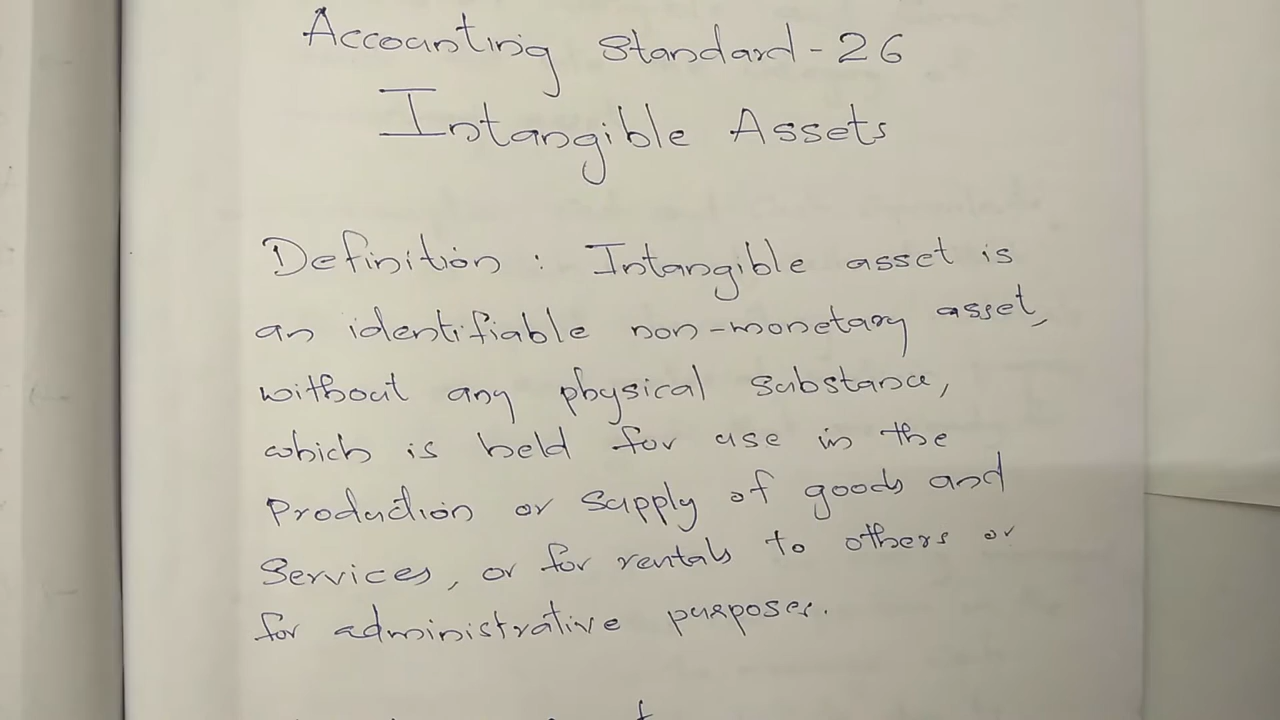 Accounting Standard-26
Intangible Assets
Definition : Intangible asset is
an identifiable non-monetary asset,
without any physical substance,
which is held for use in the
Production or Supply of goods and
Services, or for rentals to others or
for administrative purposes.